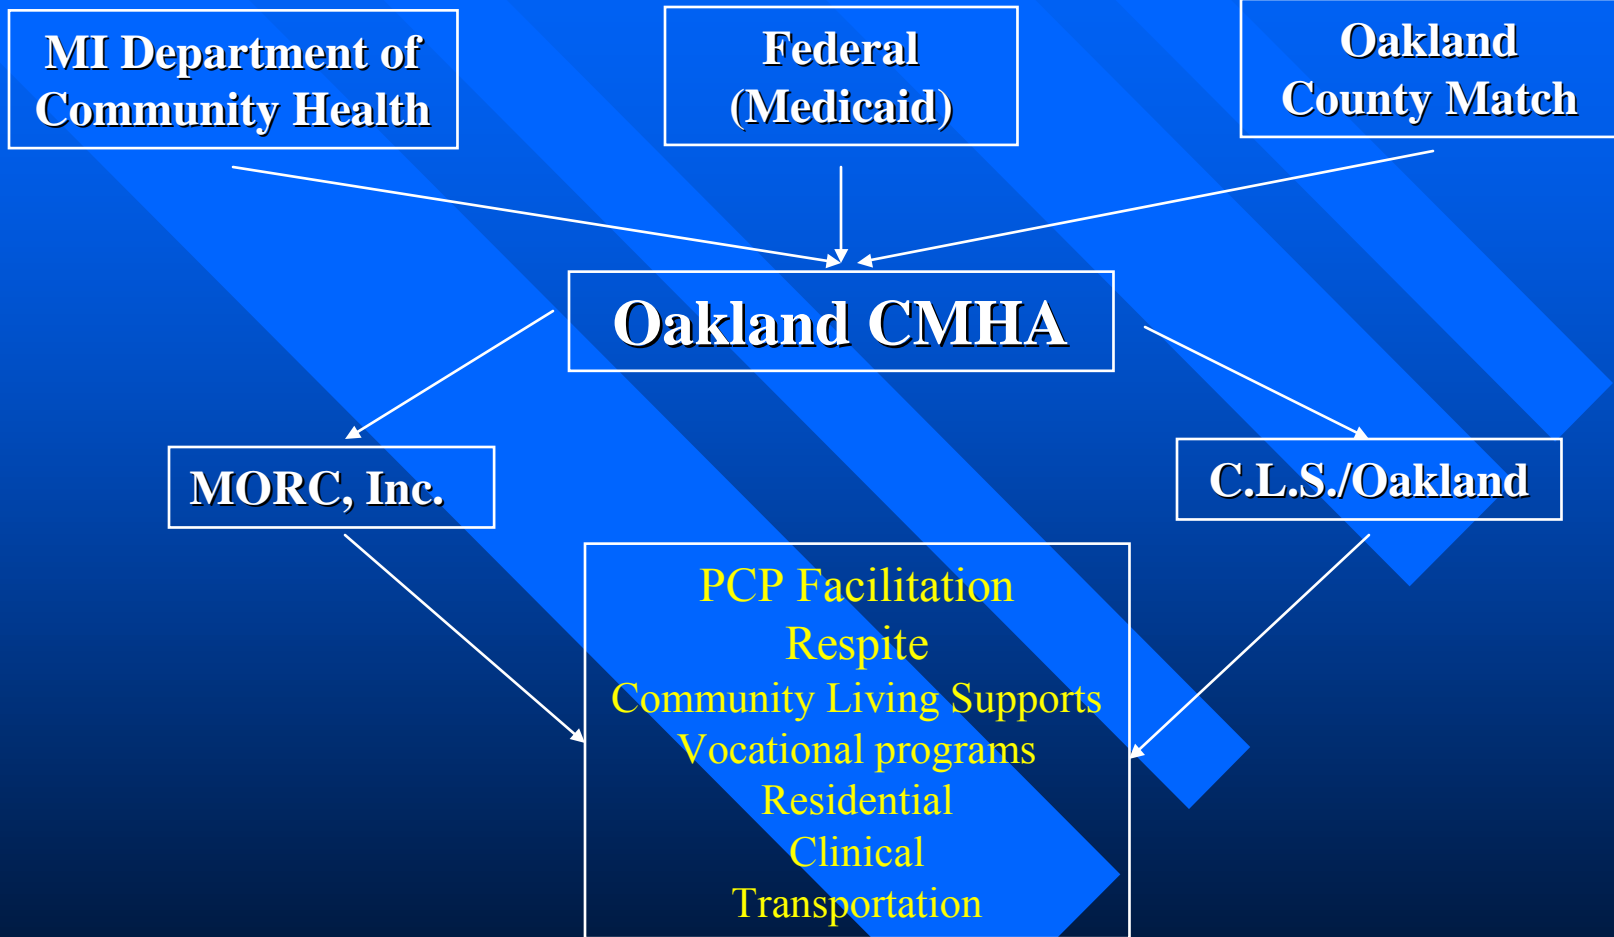 MI Department of
Community Health
Federal
(Medicaid)
Oakland
County Match
Oakland CMHA
MORC, Inc.
C.L.S./Oakland
PCP Facilitation
Respite
Community Living Supports
Vocational programs
Residential
Clinical
Transportation